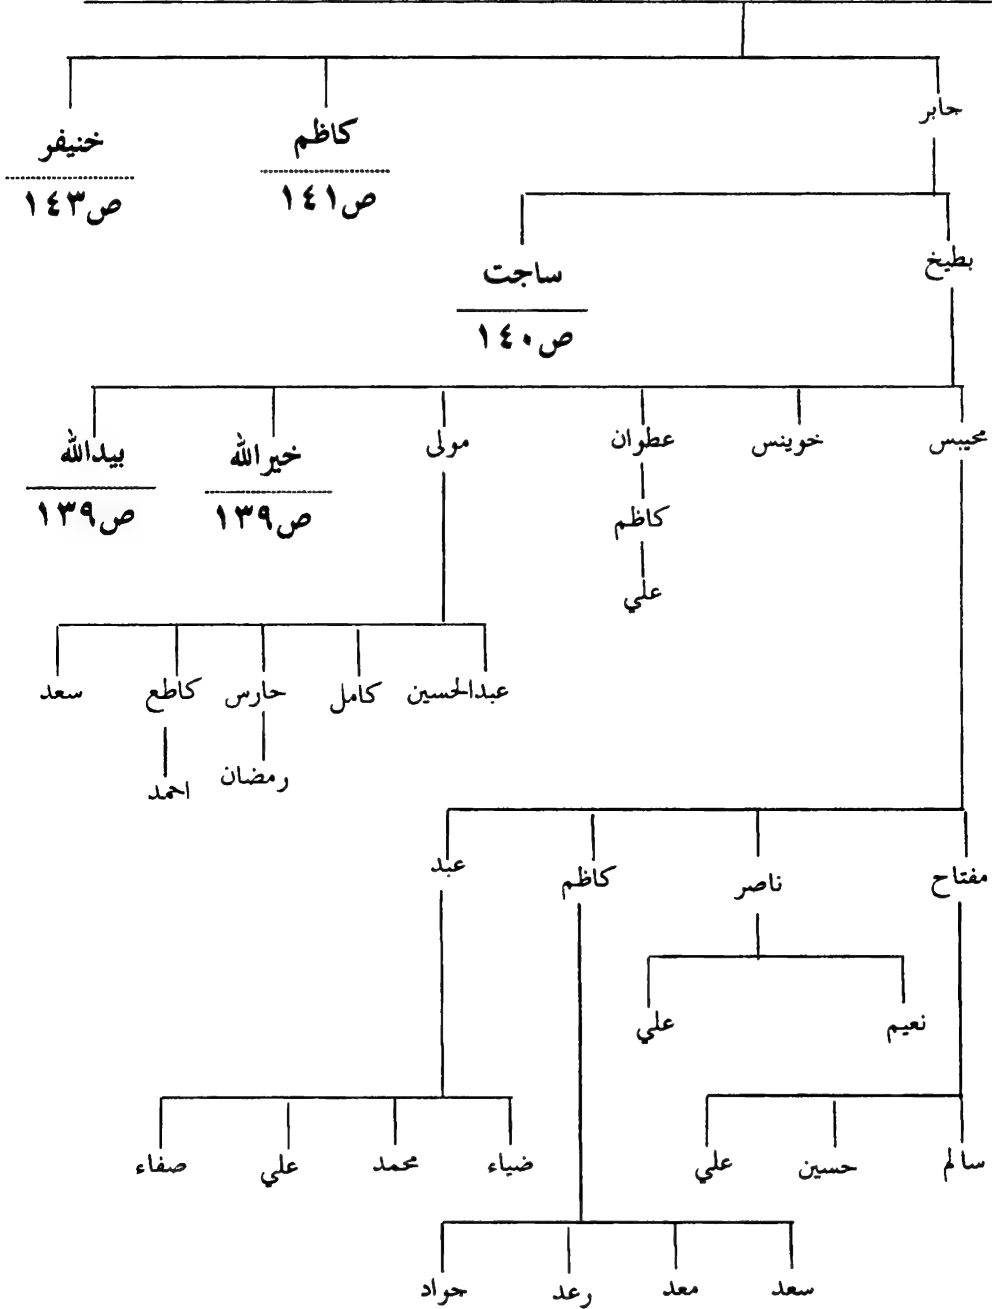 جابر
كاظم
خنيفر
ص١٤١
ص١٤٣
بطيخ
ساجت
ص١٤٠
محيبس
خوينس
عطوان
مولى
خيرالله
بيدالله
ص١٣٩
ص١٣٩
كاظم
علي
عبدالحسين
كامل
حارس
كاطع
سعد
رمضان
احمد
مفتاح
ناصر
كاظم
عبد
نعيم
علي
سالم
حسين
علي
ضياء
محمد
علي
صفاء
سعد
معد
رعد
جواد